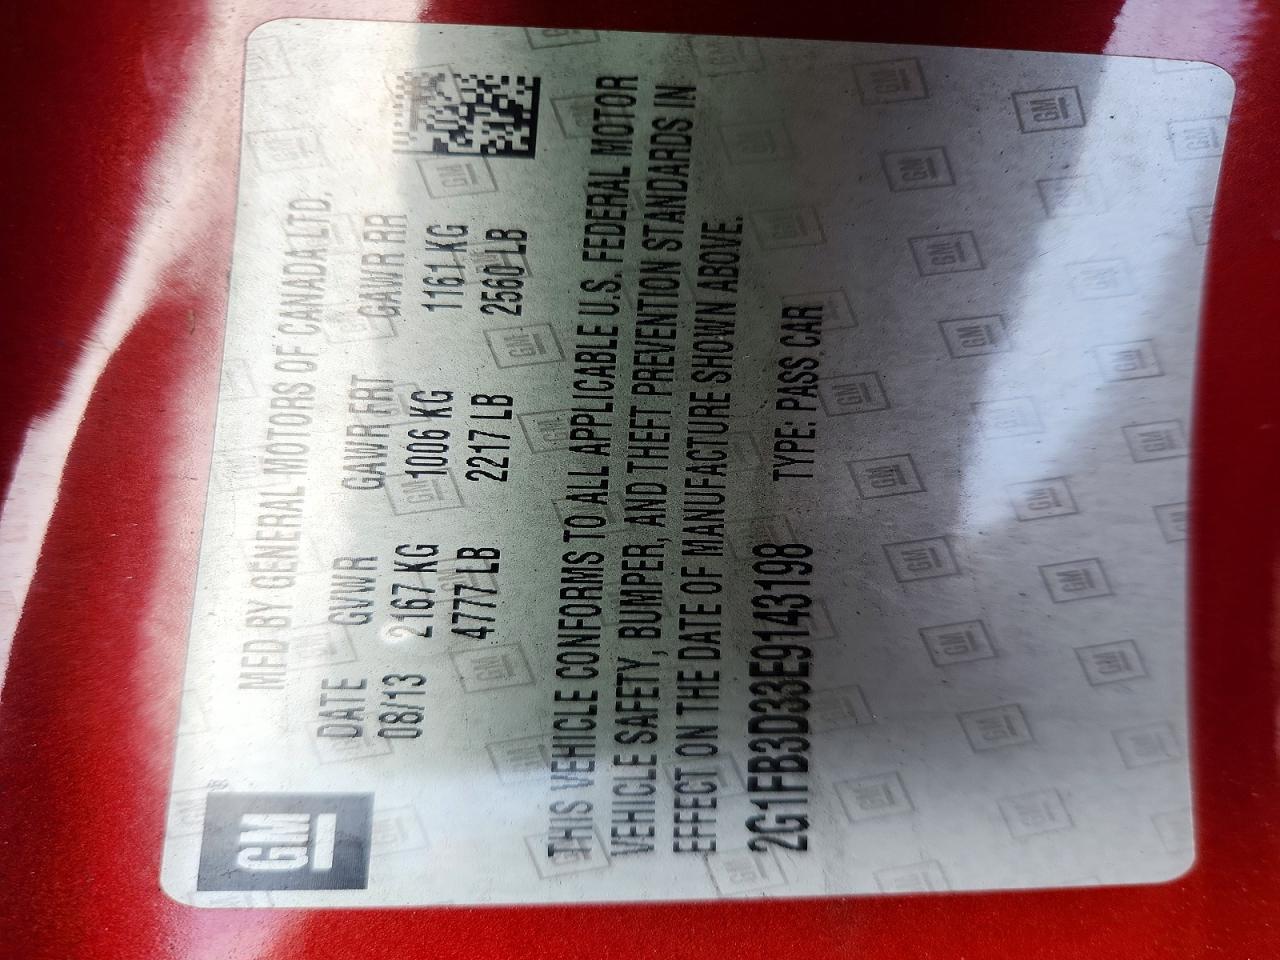 GM ®
MFD BY GENERAL MOTORS OF CANADA LTD.
DATE GVWR GAWR FRT GAWR RR
08/13 2167 KG 1006 KG 1161 KG
4777 LB 2217 LB 2560 LB
THIS VEHICLE CONFORMS TO ALL APPLICABLE U.S. FEDERAL MOTOR
VEHICLE SAFETY, BUMPER, AND THEFT PREVENTION STANDARDS IN
EFFECT ON THE DATE OF MANUFACTURE SHOWN ABOVE.
2G1FB3D33E9143198 TYPE: PASS CAR